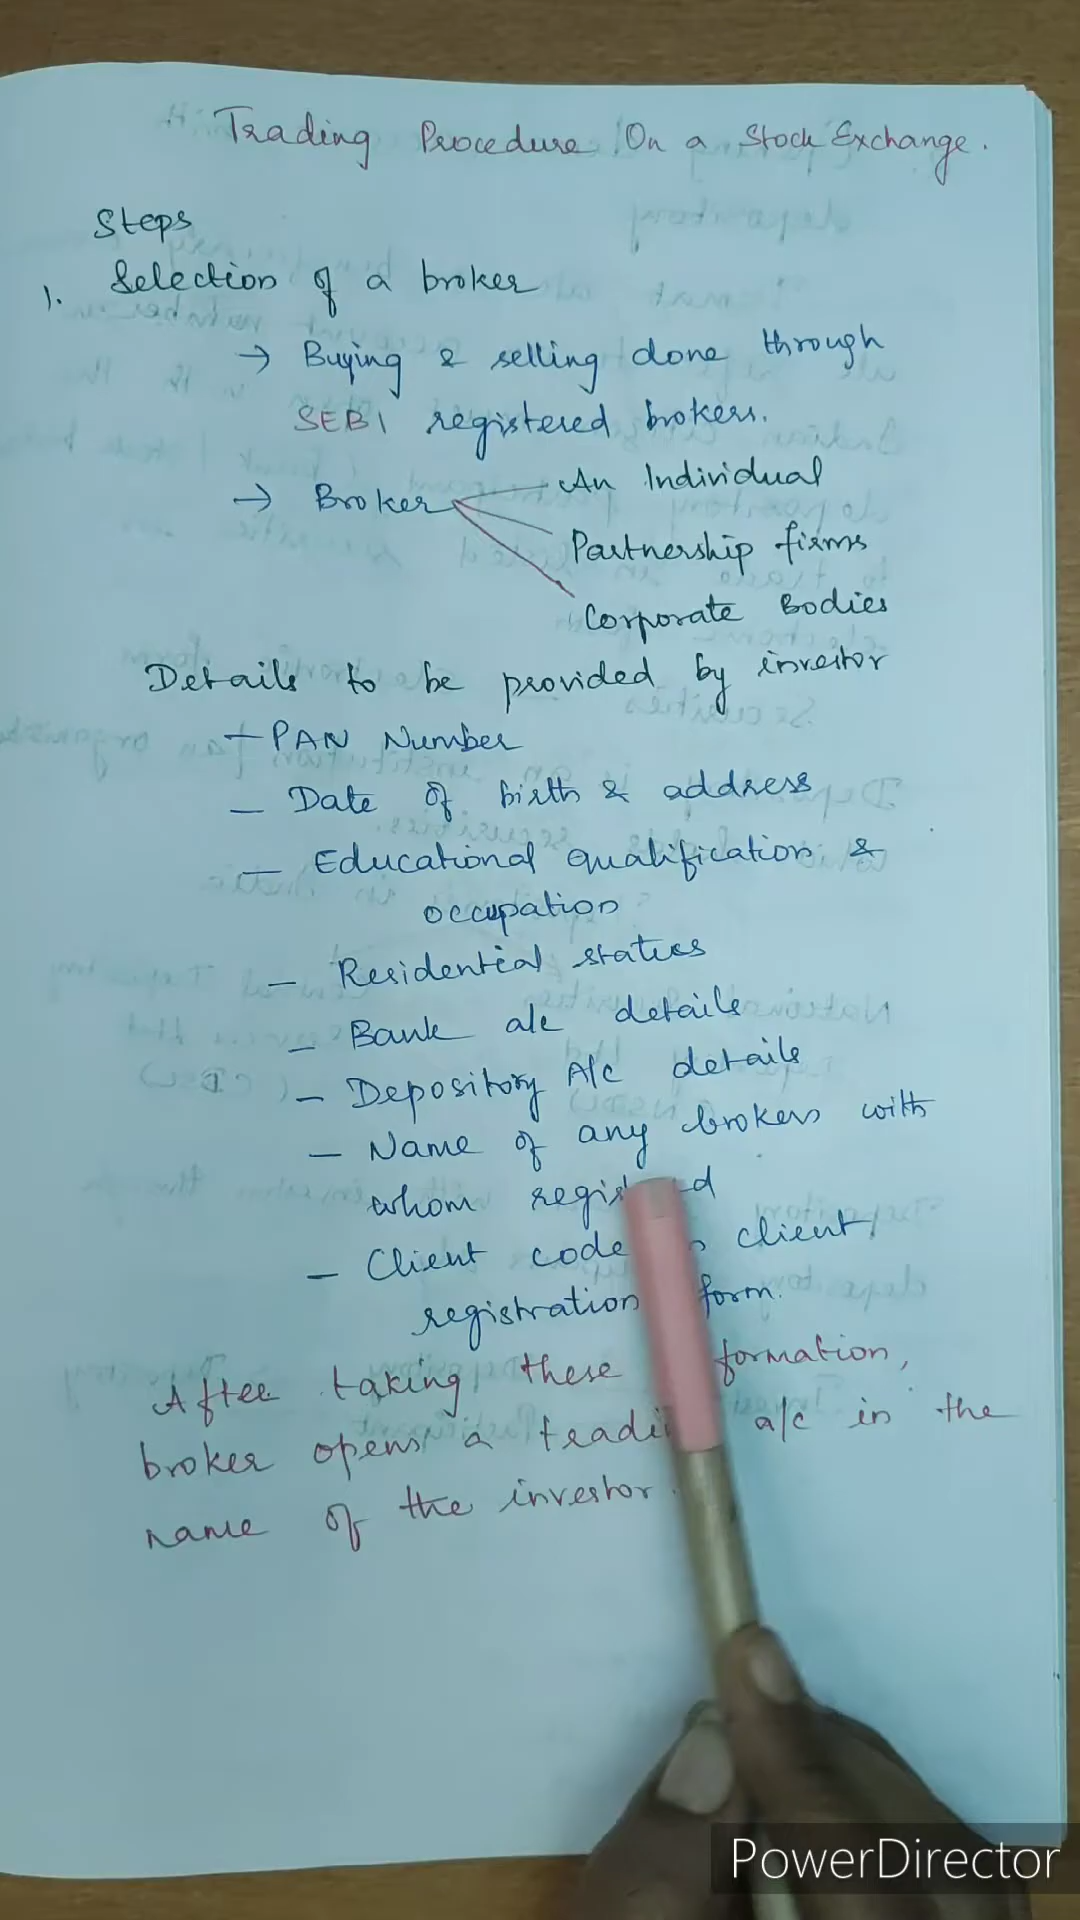 Trading Procedure On a Stock Exchange.
Steps
1. Selection of a broker
→ Buying & selling done through
SEBI registered brokers.
→ Broker An Individual
Partnership firms
Corporate Bodies
Details to be provided by investor
- PAN Number
- Date of birth & address
- Educational qualification &
occupation
- Residential status
- Bank a/c details
- Depository A/c details
- Name of any brokers with
whom
- Client code client
registration form.
After taking these formation,
broker opens a a/c in the
name of the investor.
PowerDirector